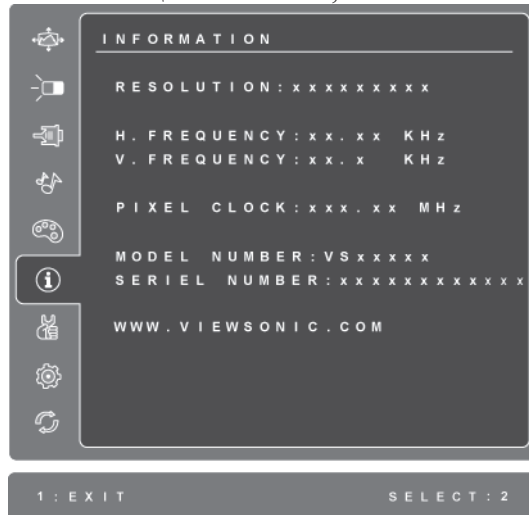 INFORMATION
RESOLUTION:xxxxxxxxx
H. FREQUENCY:xx.xx KHz
V. FREQUENCY:xx.x KHz
PIXEL CLOCK:xxx.xx MHz
MODEL NUMBER:VSxxxxx
SERIEL NUMBER:xxxxxxxxxxxx
WWW.VIEWSONIC.COM
1:EXIT SELECT:2